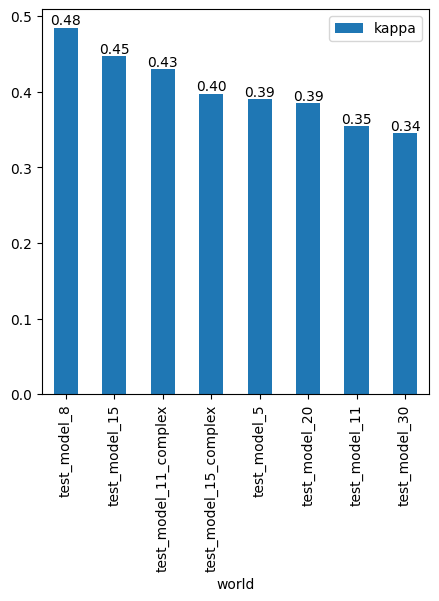 kappa
0.48
0.45
0.43
0.40
0.39
0.39
0.35
0.34
0.5
0.4
0.3
0.2
0.1
0.0
test_model_8
test_model_15
test_model_11_complex
test_model_15_complex
test_model_5
test_model_20
test_model_11
test_model_30
world